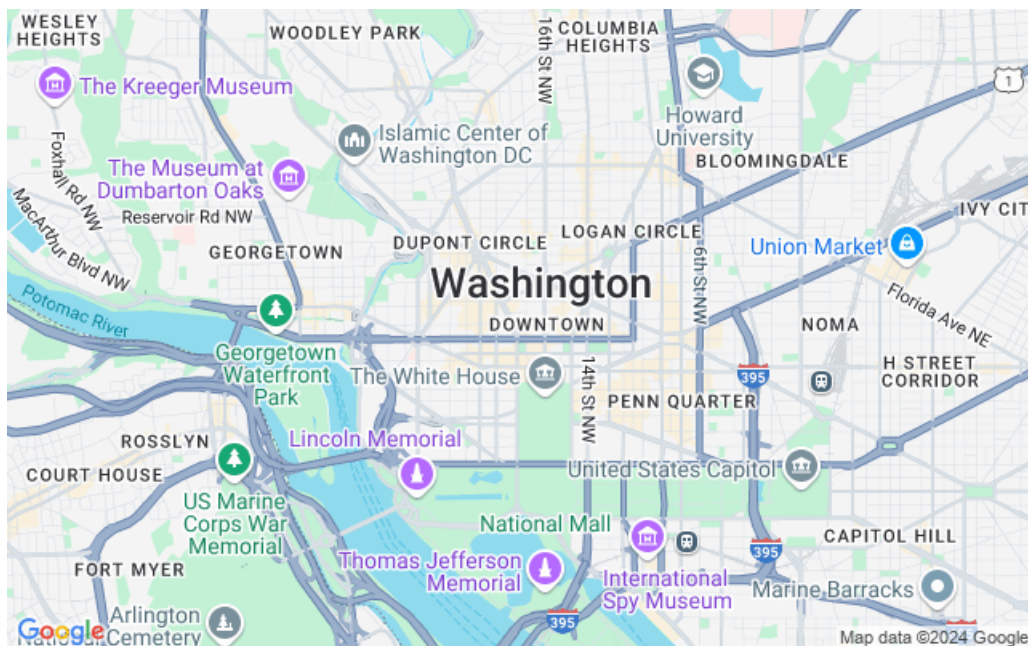 WESLEY
HEIGHTS
WOODLEY PARK
16th St NW
COLUMBIA
HEIGHTS
1
The Kreeger Museum
Foxhall Rd NW
Islamic Center of
Washington DC
Howard
University
BLOOMINGDALE
The Museum at
Dumbarton Oaks
MacArthur Blvd NW
Reservoir Rd NW
IVY CIT
GEORGETOWN
DUPONT CIRCLE
LOGAN CIRCLE
6th St NW
Union Market
Washington
Potomac River
Florida Ave NE
DOWNTOWN
NOMA
Georgetown
Waterfront
Park
The White House
14th St NW
395
H STREET
CORRIDOR
PENN QUARTER
ROSSLYN
Lincoln Memorial
COURT HOUSE
United States Capitol
US Marine
Corps War
Memorial
National Mall
CAPITOL HILL
395
FORT MYER
Thomas Jefferson
Memorial
International
Spy Museum
Marine Barracks
395
Arlington
National Cemetery
Google
Map data ©2024 Google